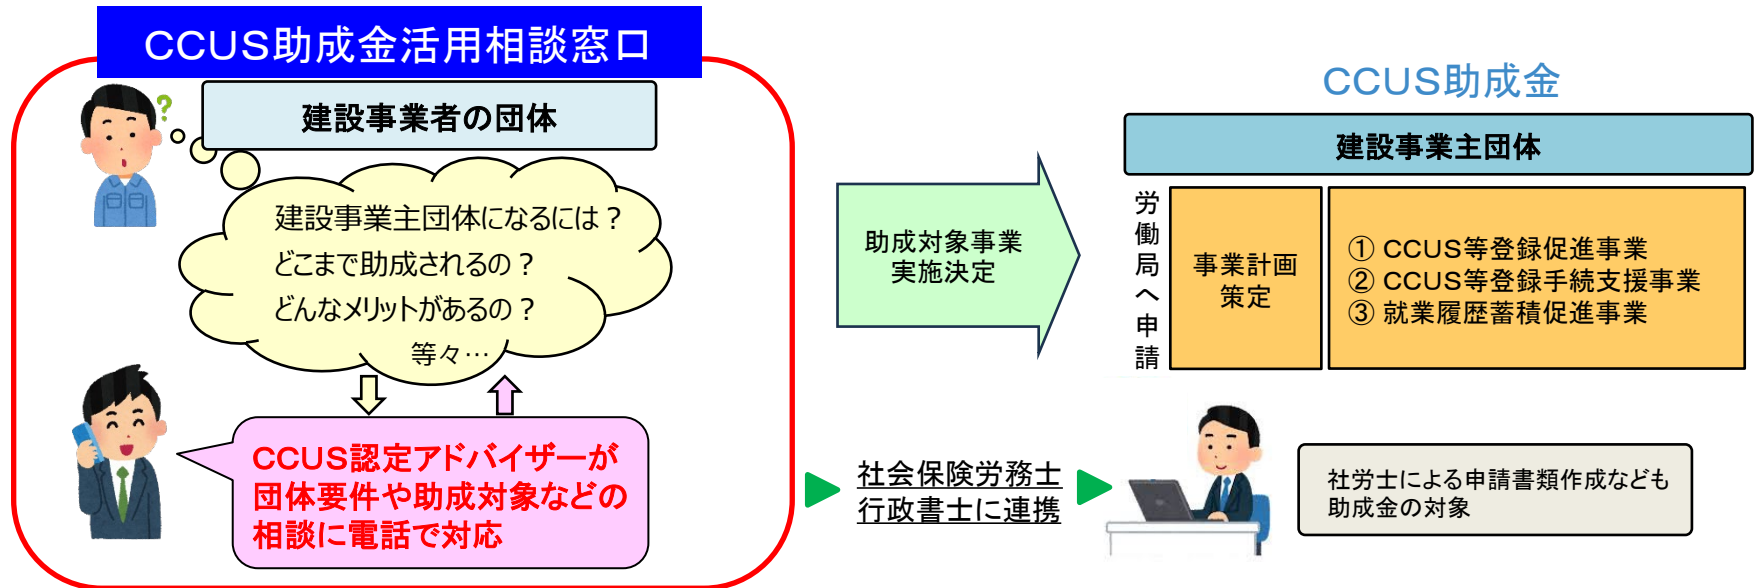 CCUS助成金活用相談窓口
?
建設事業者の団体
建設事業主団体になるには?
どこまで助成されるの?
どんなメリットがあるの?
等々…
CCUS認定アドバイザーが
団体要件や助成対象などの
相談に電話で対応
助成対象事業
実施決定
CCUS助成金
建設事業主団体
労働局へ申請
事業計画
策定
① CCUS等登録促進事業
② CCUS等登録手続支援事業
③ 就業履歴蓄積促進事業
社会保険労務士
行政書士に連携
社労士による申請書類作成なども
助成金の対象